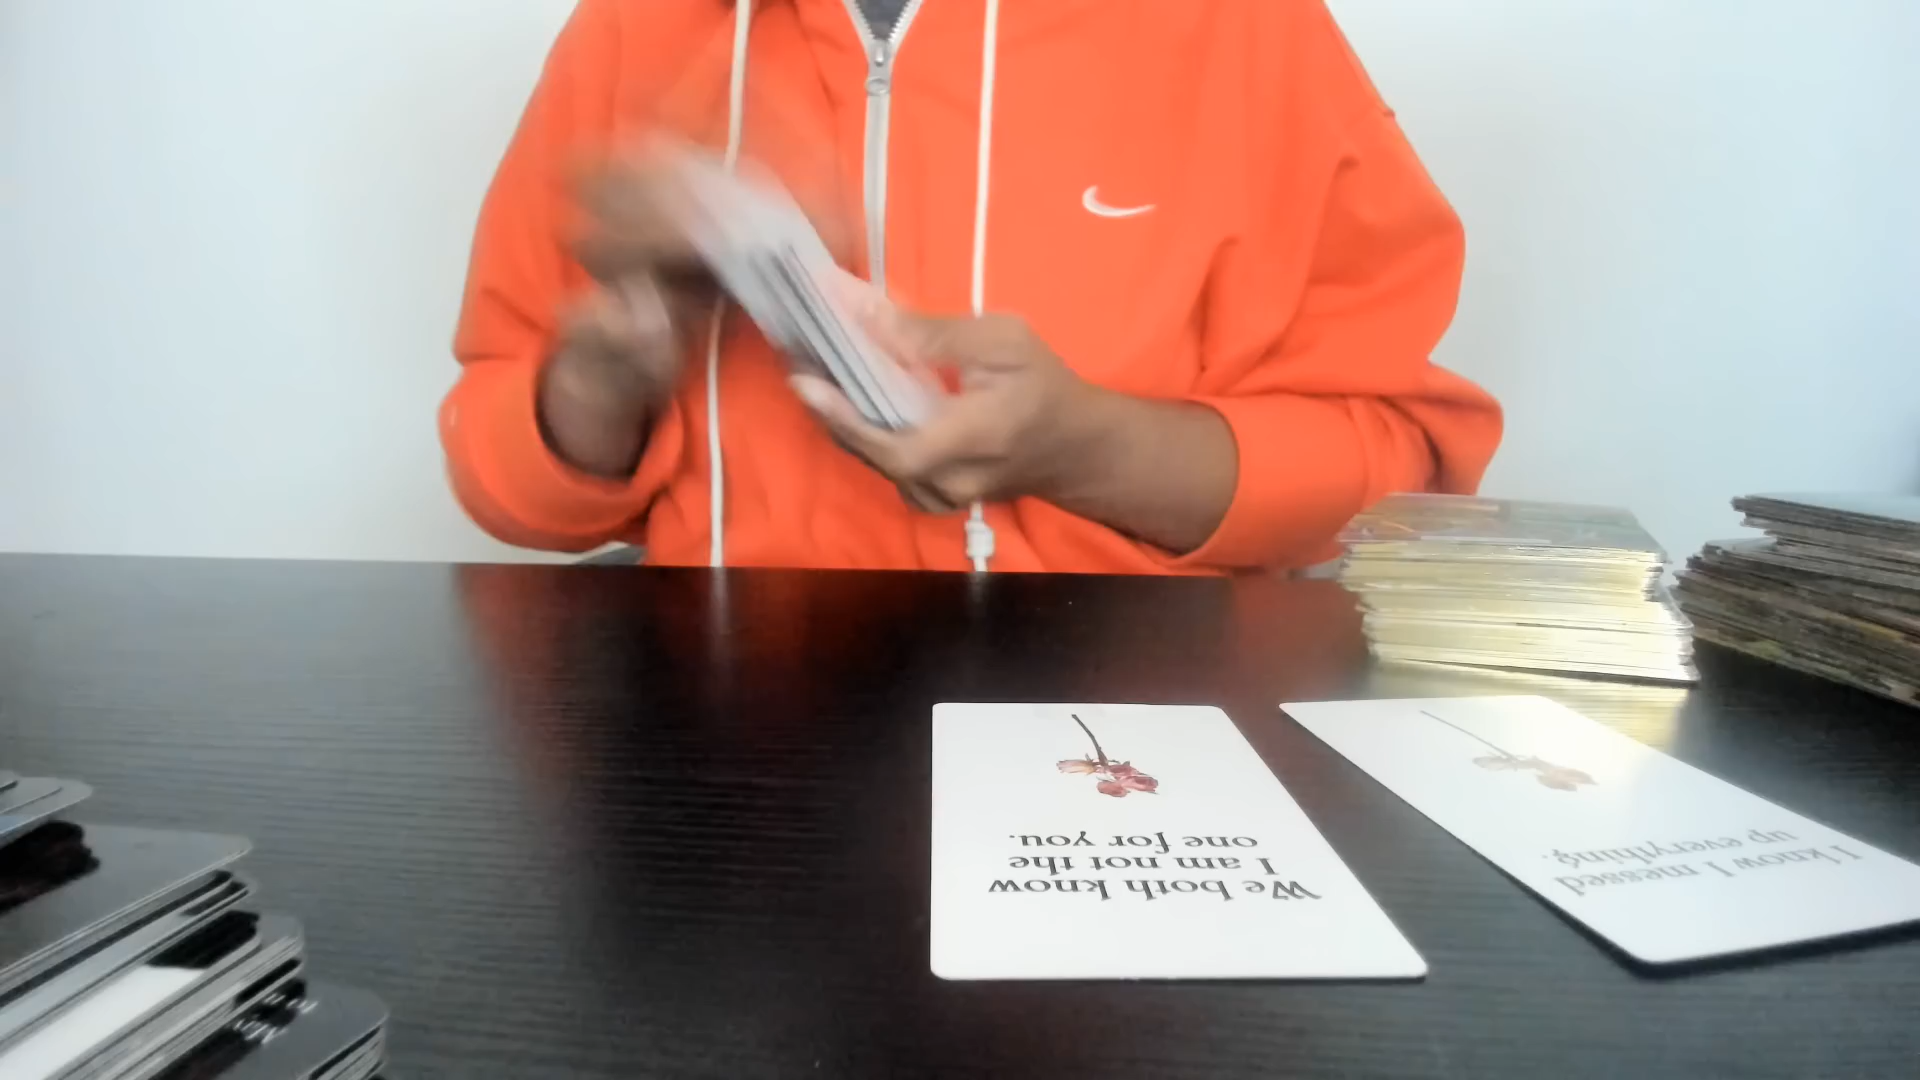 We both know
I am not the
one for you.
I know I messed
up everything.